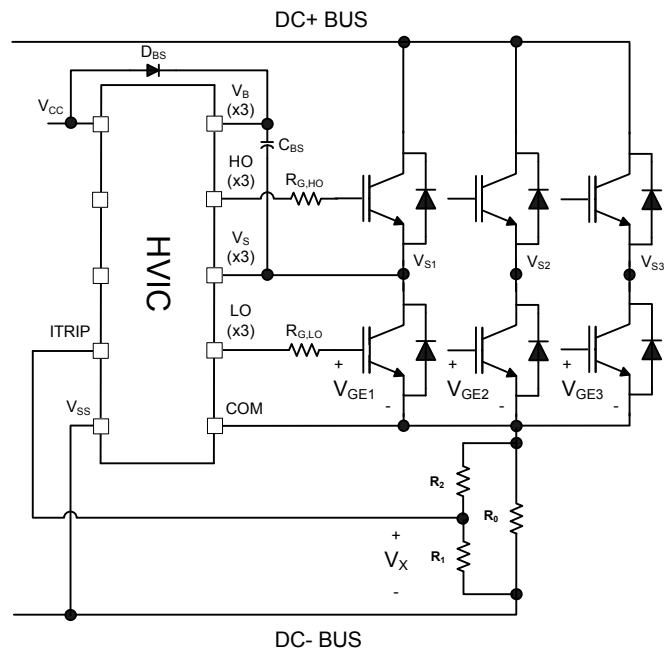 DC+ BUS
D_BS
V_CC
V_B
(x3)
C_BS
HO
(x3)
R_G,HO
HVIC
V_S
(x3)
V_S1
V_S2
V_S3
ITRIP
LO
(x3)
R_G,LO
+
V_GE1
-
+
V_GE2
-
+
V_GE3
-
V_SS
COM
R_2
R_0
+
V_X
-
R_1
DC- BUS